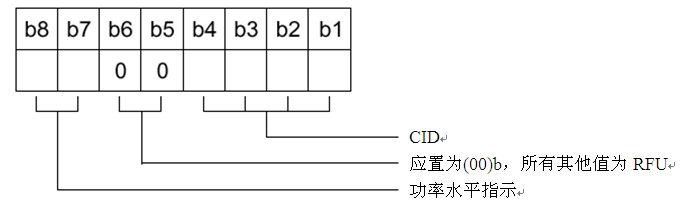 b8 b7 b6 b5 b4 b3 b2 b1
0 0
CID
应置为(00)b，所有其他值为 RFU
功率水平指示